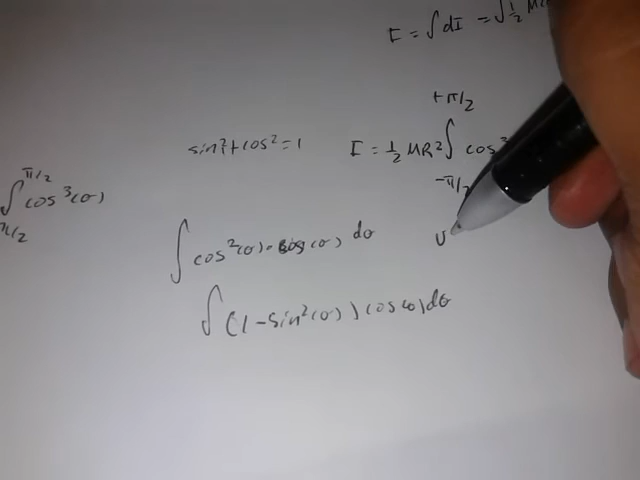 I = ∫dI = ∫½ MR
+π/2
sin²+cos²=1 I = ½ MR² ∫ cos³
-π/2
π/2
∫ cos³(θ)
π/2
∫ cos²(θ)·cos(θ) dθ U
∫ (1-sin²(θ)) cos(θ) dθ